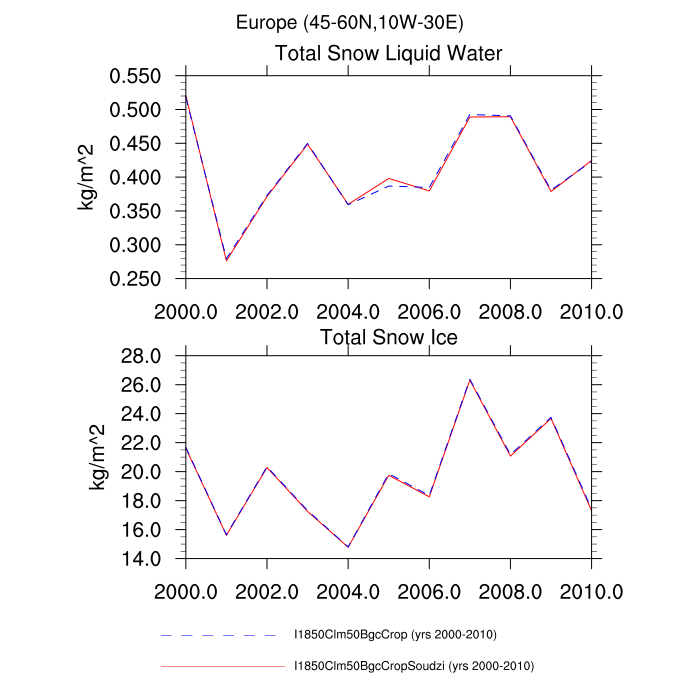 Europe (45-60N,10W-30E)
Total Snow Liquid Water
0.550
0.500
0.450
0.400
0.350
0.300
0.250
kg/m^2
2000.0 2002.0 2004.0 2006.0 2008.0 2010.0
Total Snow Ice
28.0
26.0
24.0
22.0
20.0
18.0
16.0
14.0
kg/m^2
2000.0 2002.0 2004.0 2006.0 2008.0 2010.0
I1850Clm50BgcCrop (yrs 2000-2010)
I1850Clm50BgcCropSoudzi (yrs 2000-2010)